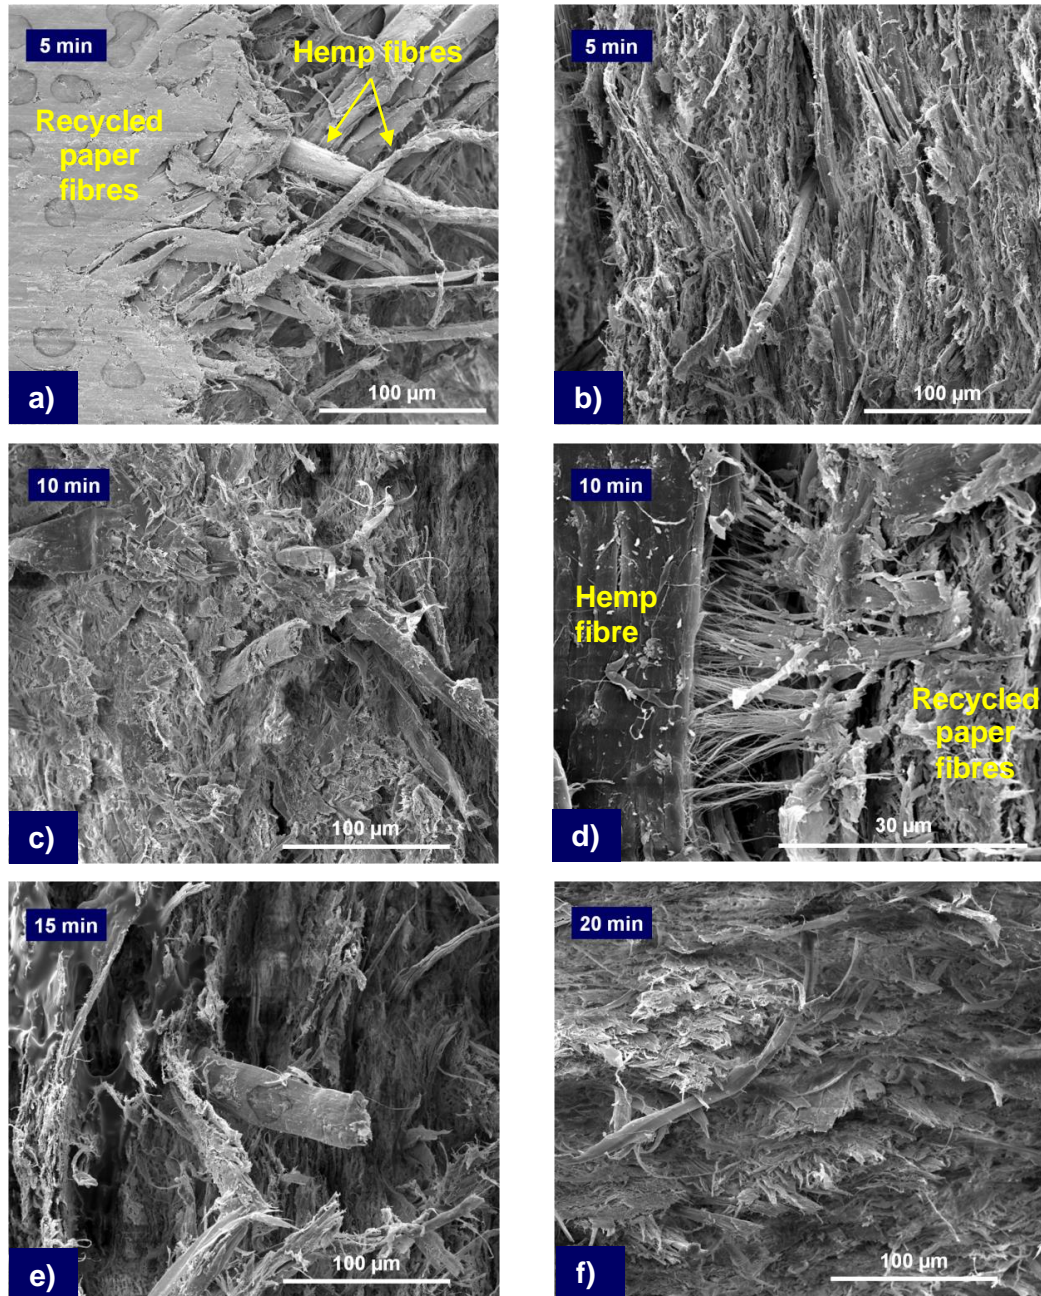 5 min
Hemp fibres
Recycled
paper
fibres
100 µm
a)
5 min
100 µm
b)
10 min
100 µm
c)
10 min
Hemp
fibre
Recycled
paper
fibres
30 µm
d)
15 min
100 µm
e)
20 min
100 µm
f)